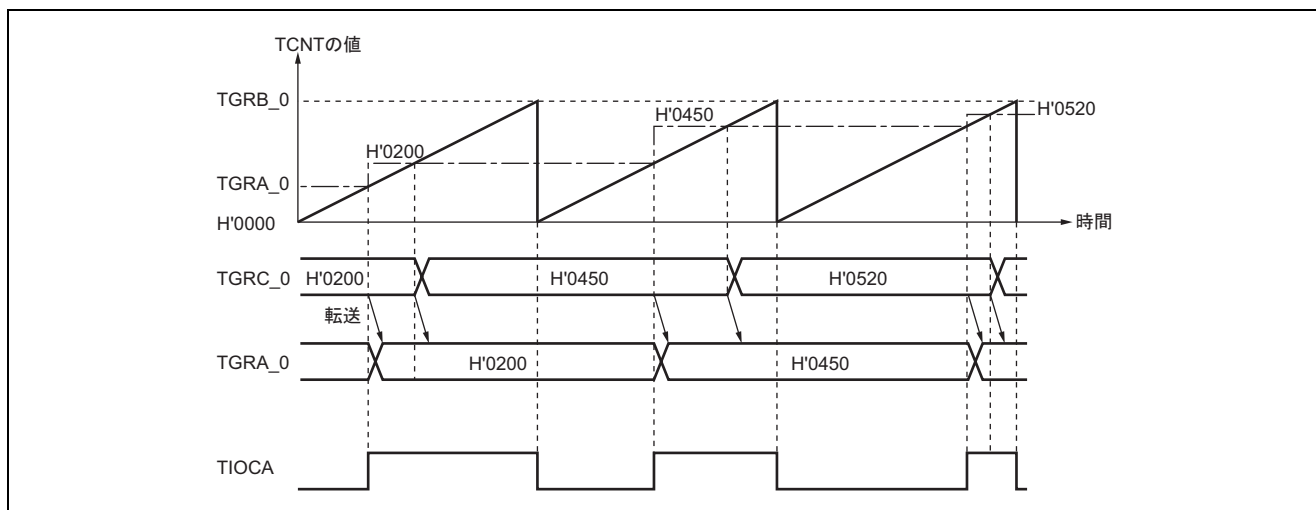 TCNTの値
TGRB_0
H'0450
H'0520
H'0200
TGRA_0
H'0000
時間
TGRC_0
H'0200
H'0450
H'0520
転送
TGRA_0
H'0200
H'0450
TIOCA